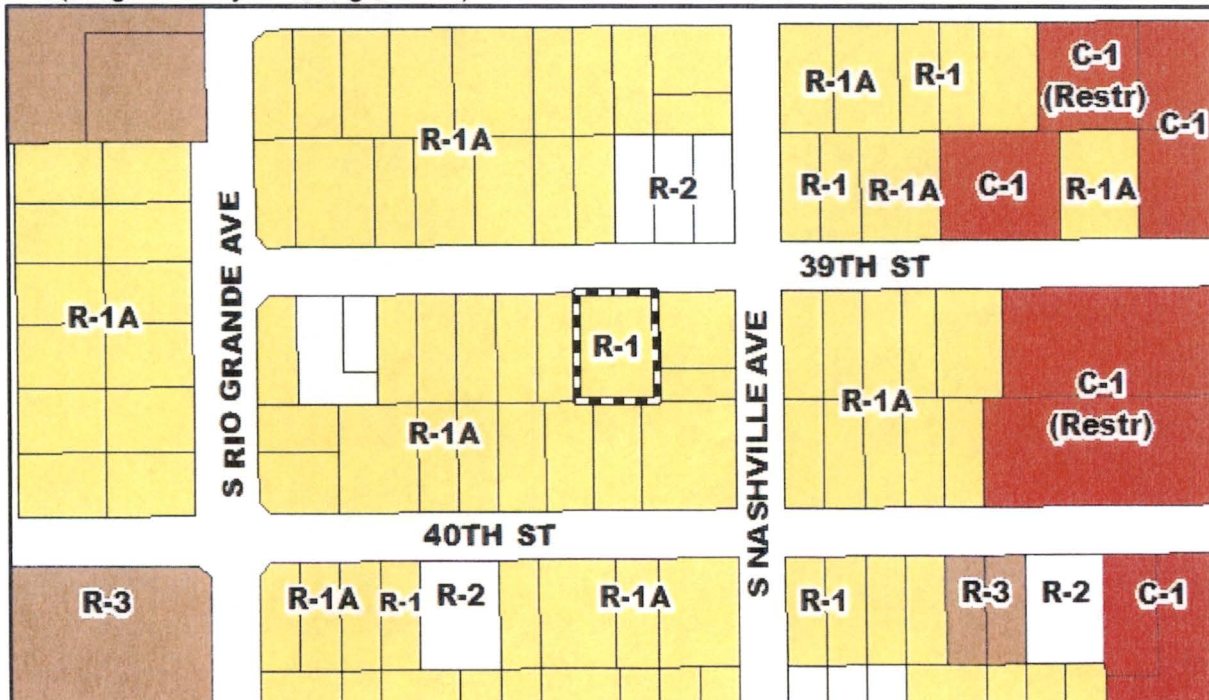 R-1A
R-1
C-1
(Restr)
C-1
R-1A
R-2
R-1
R-1A
C-1
R-1A
39TH ST
S RIO GRANDE AVE
R-1A
R-1
S NASHVILLE AVE
R-1A
C-1
(Restr)
R-1A
40TH ST
R-3
R-1A
R-1
R-2
R-1A
R-1
R-3
R-2
C-1